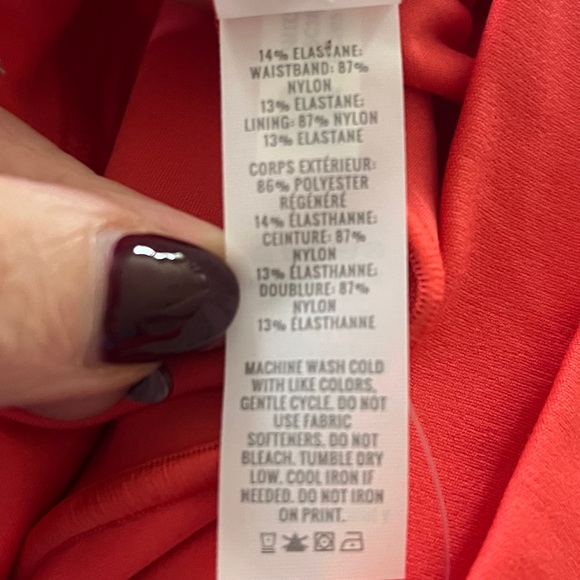 14% ELASTANE:
WAISTBAND: 87%
NYLON
13% ELASTANE:
LINING: 87% NYLON
13% ELASTANE
CORPS EXTÉRIEUR:
86% POLYESTER
RÉGÉNÉRÉ
14% ÉLASTHANNE:
CEINTURE: 87%
NYLON
13% ÉLASTHANNE:
DOUBLURE: 87%
NYLON
13% ÉLASTHANNE
MACHINE WASH COLD
WITH LIKE COLORS,
GENTLE CYCLE. DO NOT
USE FABRIC
SOFTENERS. DO NOT
BLEACH. TUMBLE DRY
LOW. COOL IRON IF
NEEDED. DO NOT IRON
ON PRINT.